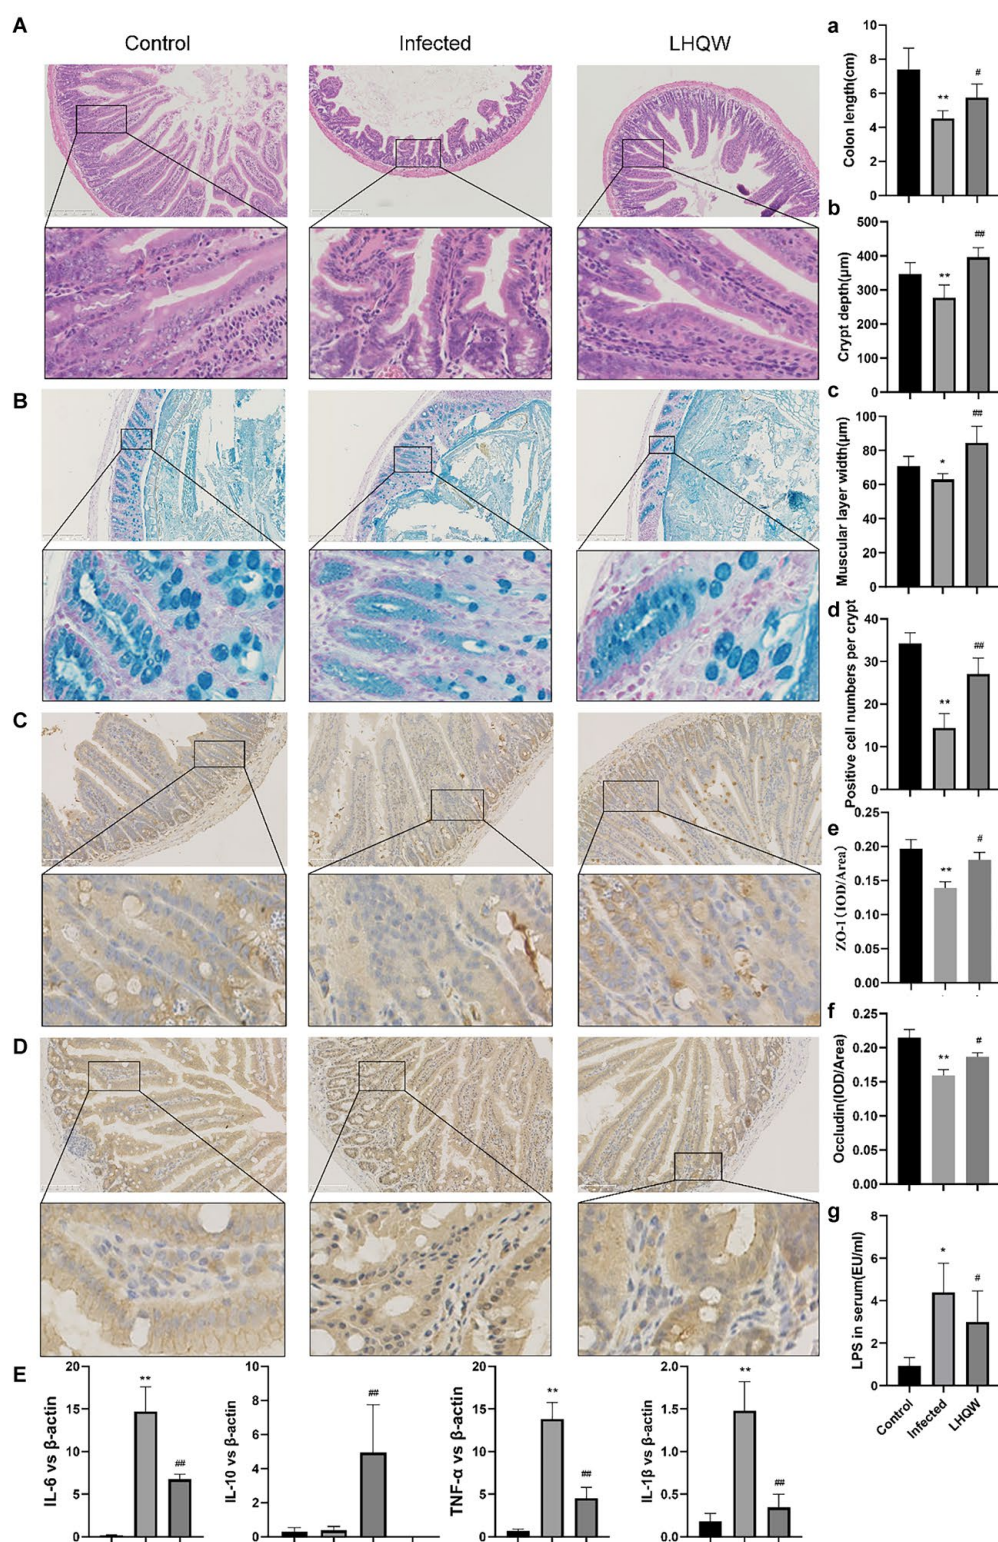 A
Control
Infected
LHQW
B
C
D
E
a
Colon length(cm)
10
8
6
4
2
0
**
#
b
Crypt depth(μm)
500
400
300
200
100
0
**
##
c
Muscular layer width(μm)
100
80
60
40
20
0
*
##
d
Positive cell numbers per crypt
40
30
20
10
0
**
##
e
ZO-1(IOD/Area)
0.25
0.20
0.15
0.10
0.05
0.00
**
#
f
Occludin(IOD/Area)
0.25
0.20
0.15
0.10
0.05
0.00
**
#
g
LPS in serum(EU/ml)
8
6
4
2
0
*
#
Control
Infected
LHQW
IL-6 vs β-actin
20
15
10
5
0
**
##
IL-10 vs β-actin
10
8
6
4
2
0
##
TNF-α vs β-actin
20
15
10
5
0
**
##
IL-1β vs β-actin
2.0
1.5
1.0
0.5
0.0
**
##